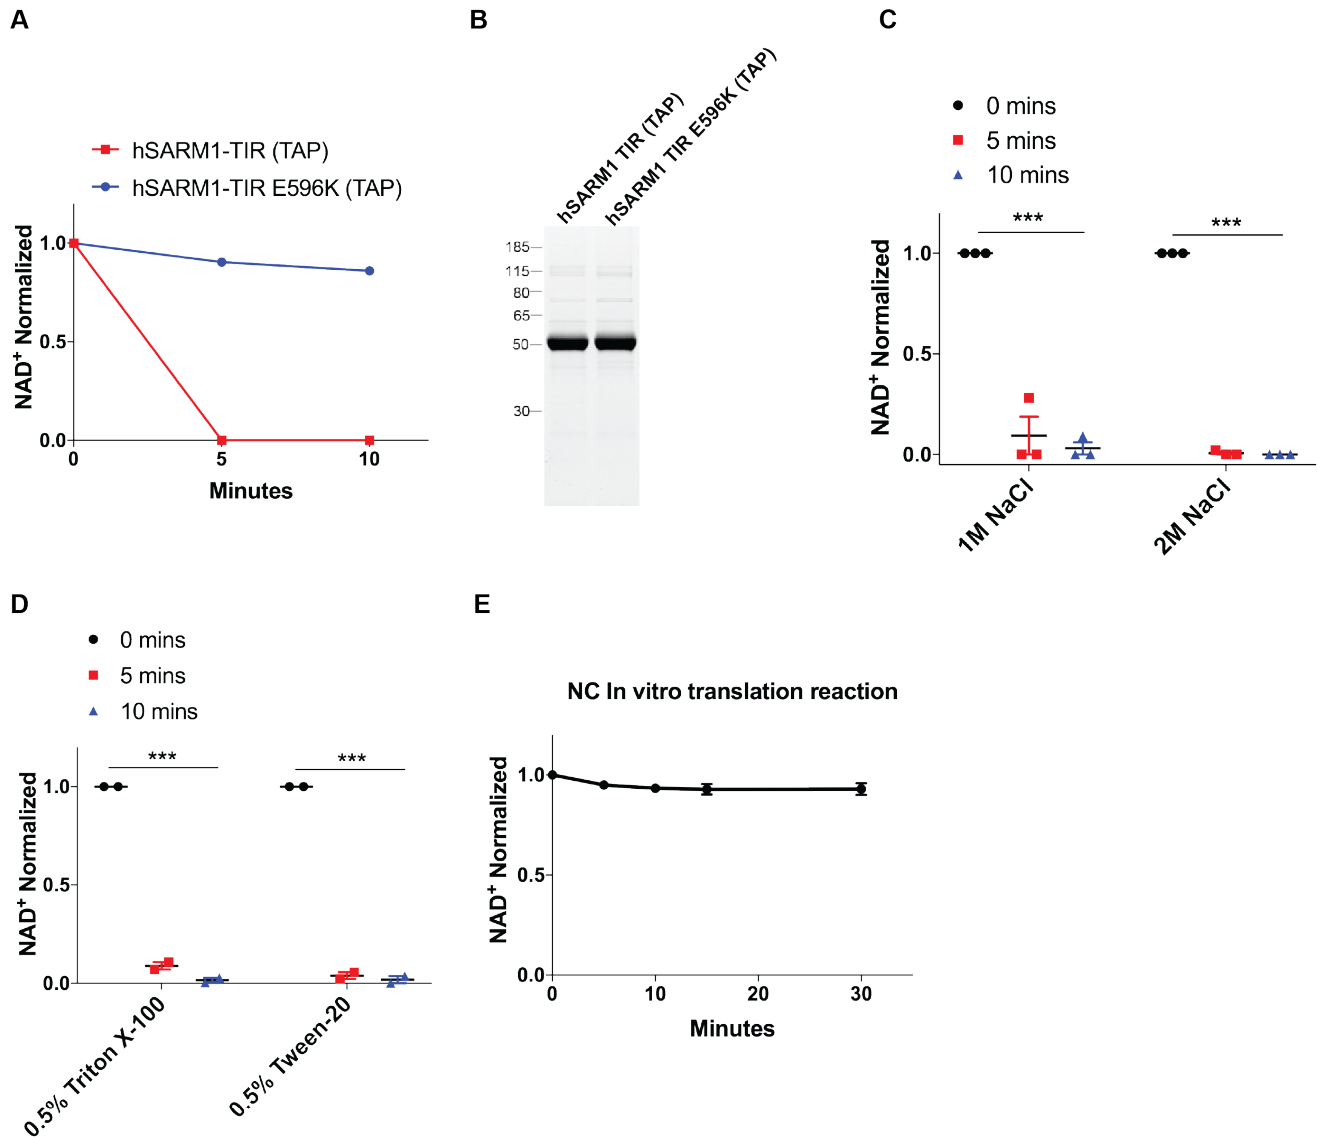 A
hSARM1-TIR (TAP)
hSARM1-TIR E596K (TAP)
NAD+ Normalized
1.0
0.5
0.0
0 5 10
Minutes
B
hSARM1 TIR (TAP)
hSARM1 TIR E596K (TAP)
185
115
80
65
50
30
C
0 mins
5 mins
10 mins
NAD+ Normalized
1.0
0.5
0.0
*** ***
1M NaCl
2M NaCl
D
0 mins
5 mins
10 mins
NAD+ Normalized
1.0
0.5
0.0
*** ***
0.5% Triton X-100
0.5% Tween-20
E
NC In vitro translation reaction
NAD+ Normalized
1.0
0.5
0.0
0 10 20 30
Minutes